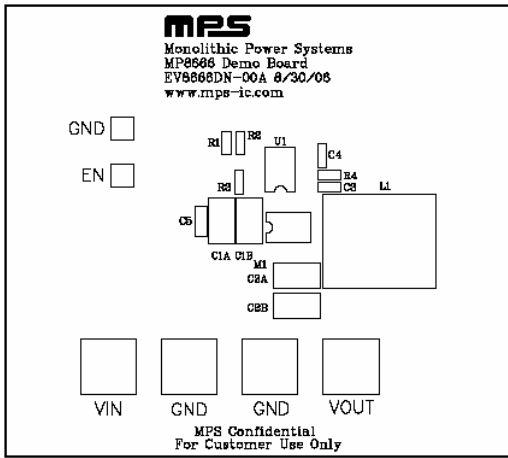 mps
Monolithic Power Systems
MP8666 Demo Board
EV8666DN-00A 8/30/06
www.mps-ic.com
GND
R1
R2
U1
C4
EN
R3
R4
C3
L1
C5
C1A
C1B
M1
C2A
C2B
VIN
GND
GND
VOUT
MPS Confidential
For Customer Use Only